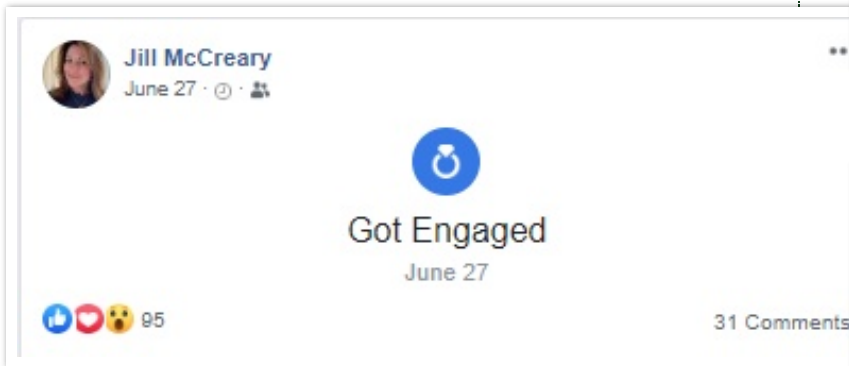 Jill McCreary
June 27 · ·
Got Engaged
June 27
95
31 Comments